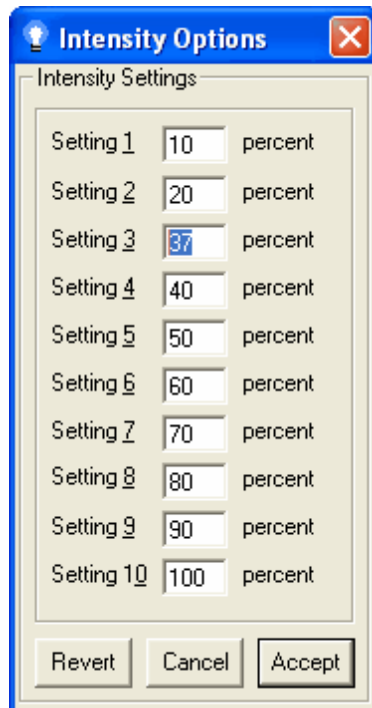 Intensity Options
Intensity Settings
Setting 1 10 percent
Setting 2 20 percent
Setting 3 37 percent
Setting 4 40 percent
Setting 5 50 percent
Setting 6 60 percent
Setting 7 70 percent
Setting 8 80 percent
Setting 9 90 percent
Setting 10 100 percent
Revert Cancel Accept